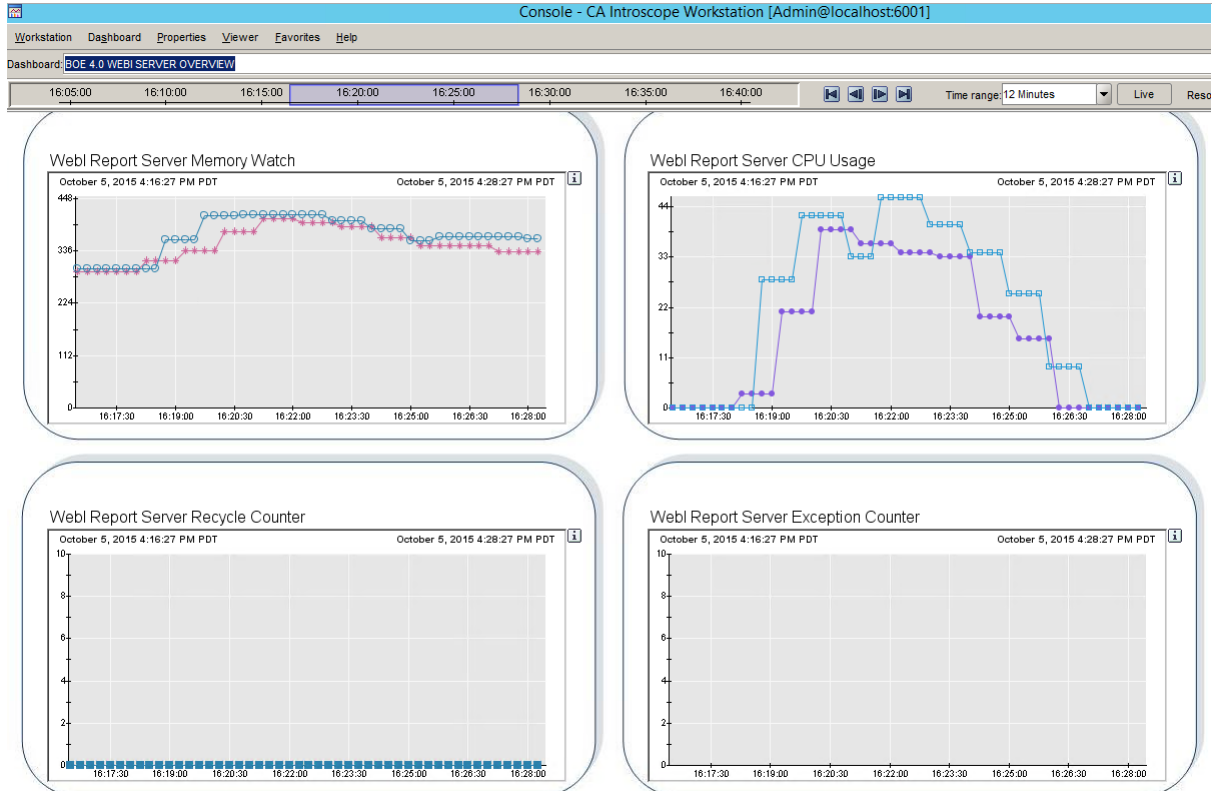 Console - CA Introscope Workstation [Admin@localhost:6001]
Workstation Dashboard Properties Viewer Favorites Help
Dashboard: BOE 4.0 WEBI SERVER OVERVIEW
16:05:00 16:10:00 16:15:00 16:20:00 16:25:00 16:30:00 16:35:00 16:40:00 Time range: 12 Minutes Live Reso
WebI Report Server Memory Watch
October 5, 2015 4:16:27 PM PDT October 5, 2015 4:28:27 PM PDT
448
336
224
112
0
16:17:30 16:19:00 16:20:30 16:22:00 16:23:30 16:25:00 16:26:30 16:28:00
WebI Report Server CPU Usage
October 5, 2015 4:16:27 PM PDT October 5, 2015 4:28:27 PM PDT
44
33
22
11
0
16:17:30 16:19:00 16:20:30 16:22:00 16:23:30 16:25:00 16:26:30 16:28:00
WebI Report Server Recycle Counter
October 5, 2015 4:16:27 PM PDT October 5, 2015 4:28:27 PM PDT
10
8
6
4
2
0
16:17:30 16:19:00 16:20:30 16:22:00 16:23:30 16:25:00 16:26:30 16:28:00
WebI Report Server Exception Counter
October 5, 2015 4:16:27 PM PDT October 5, 2015 4:28:27 PM PDT
10
8
6
4
2
0
16:17:30 16:19:00 16:20:30 16:22:00 16:23:30 16:25:00 16:26:30 16:28:00